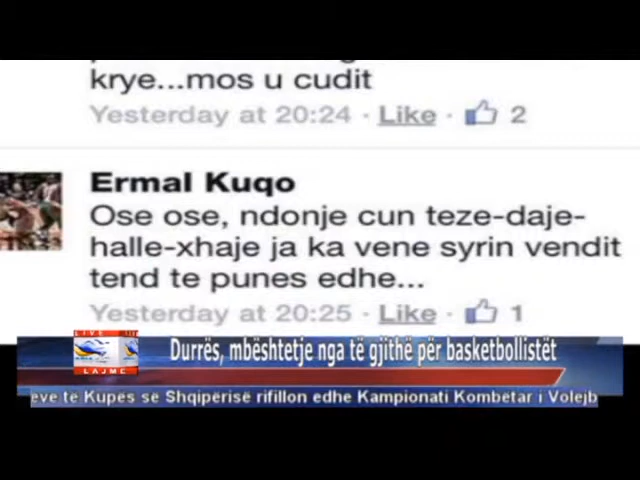 krye...mos u cudit
Yesterday at 20:24 · Like · 2
Ermal Kuqo
Ose ose, ndonje cun teze-daje-
halle-xhaje ja ka vene syrin vendit
tend te punes edhe...
Yesterday at 20:25 · Like · 1
LIVE
Durrës, mbështetje nga të gjithë për basketbollistët
LAJME
eve të Kupës së Shqipërisë rifillon edhe Kampionati Kombëtar i Volejb